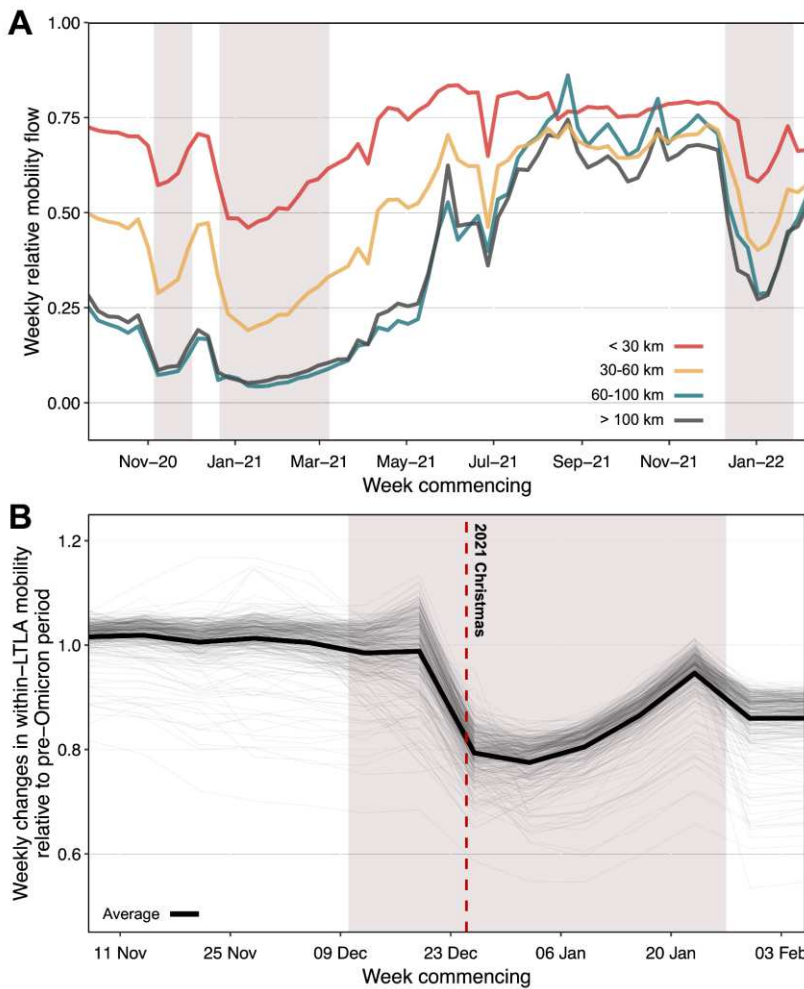 A
Weekly relative mobility flow
1.00
0.75
0.50
0.25
0.00
< 30 km
30-60 km
60-100 km
> 100 km
Nov-20 Jan-21 Mar-21 May-21 Jul-21 Sep-21 Nov-21 Jan-22
Week commencing
B
Weekly changes in within-LTLA mobility
relative to pre-Omicron period
1.2
1.0
0.8
0.6
2021 Christmas
Average
11 Nov 25 Nov 09 Dec 23 Dec 06 Jan 20 Jan 03 Feb
Week commencing